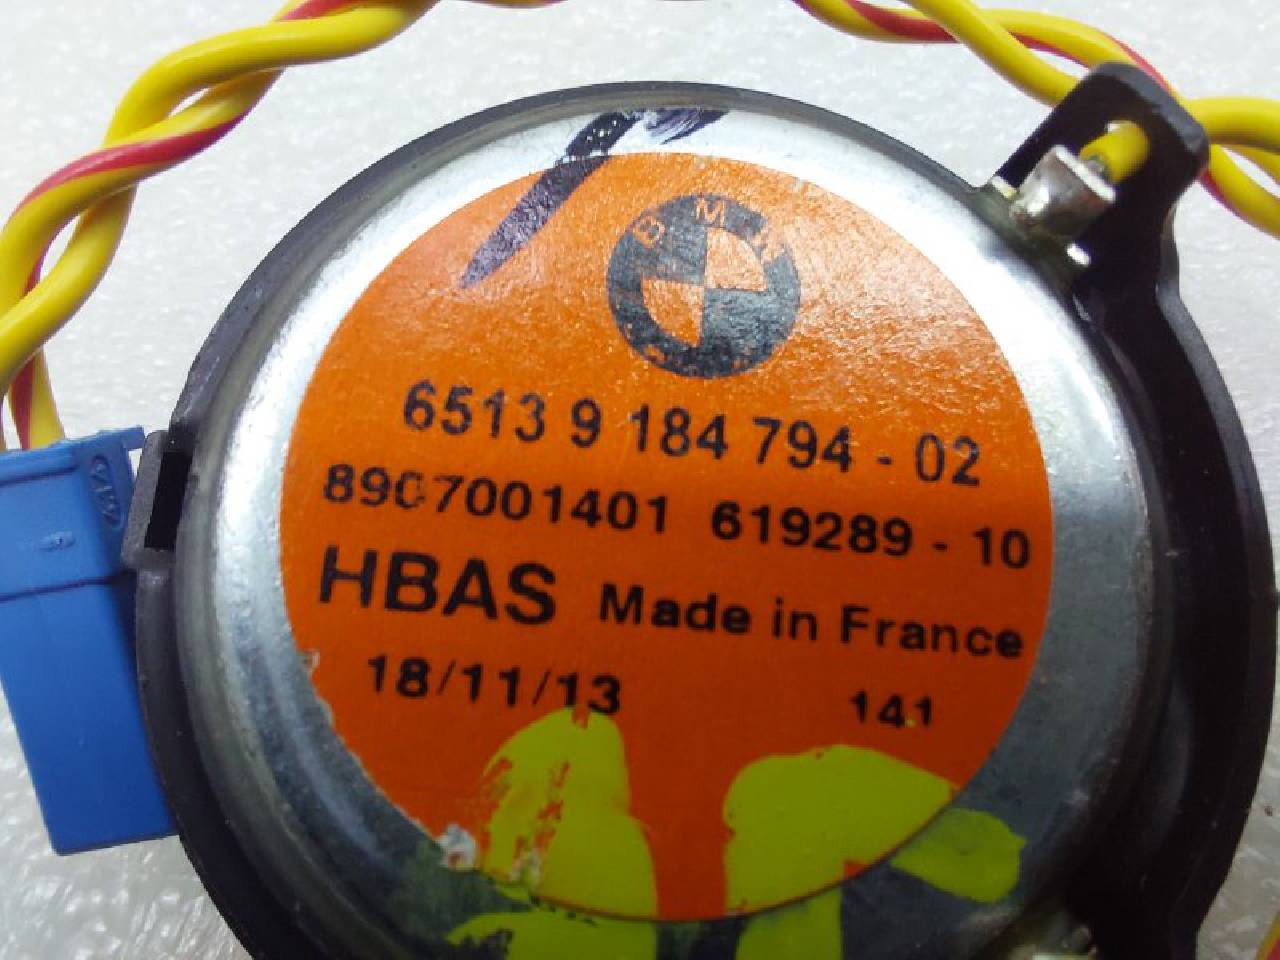 BMW
6513 9 184 794 - 02
8907001401 619289 - 10
HBAS Made in France
18/11/13 141